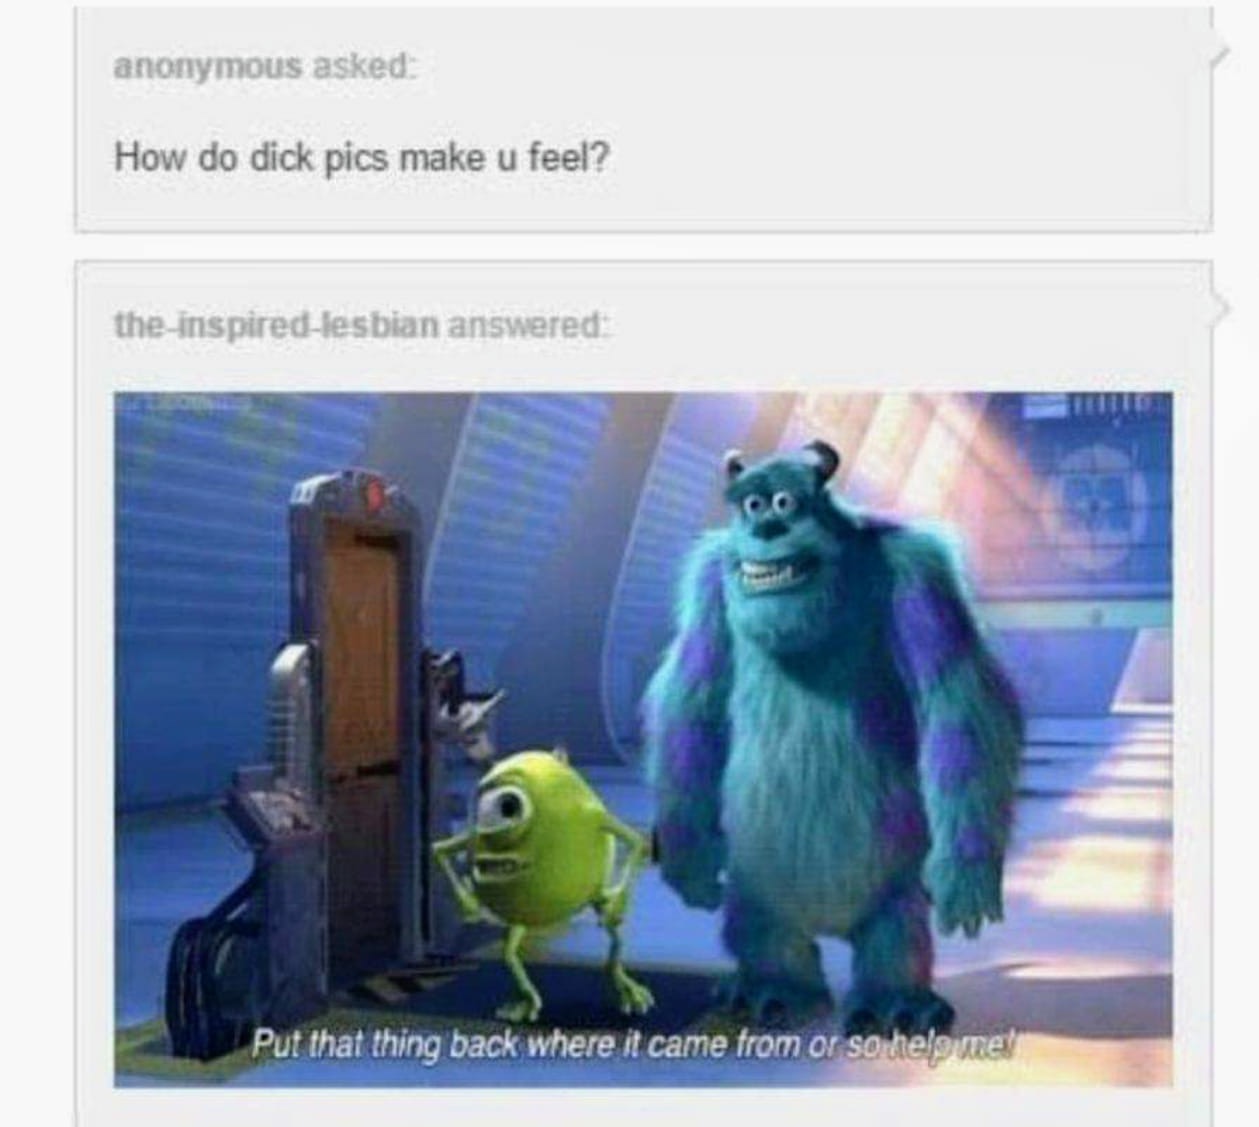 anonymous asked:
How do dick pics make u feel?
the-inspired-lesbian answered:
Put that thing back where it came from or so help me!